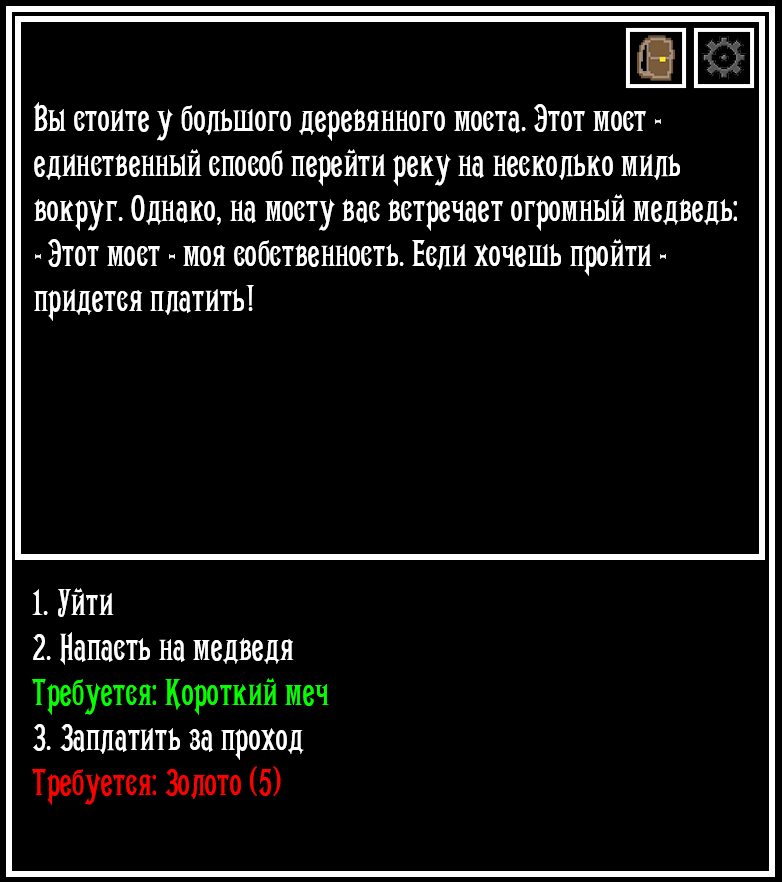 Вы стоите у большого деревянного моста. Этот мост -
единственный способ перейти реку на несколько миль
вокруг. Однако, на мосту вас встречает огромный медведь:
- Этот мост - моя собственность. Если хочешь пройти -
придется платить!
1. Уйти
2. Напасть на медведя
Требуется: Короткий меч
3. Заплатить за проход
Требуется: Золото (5)